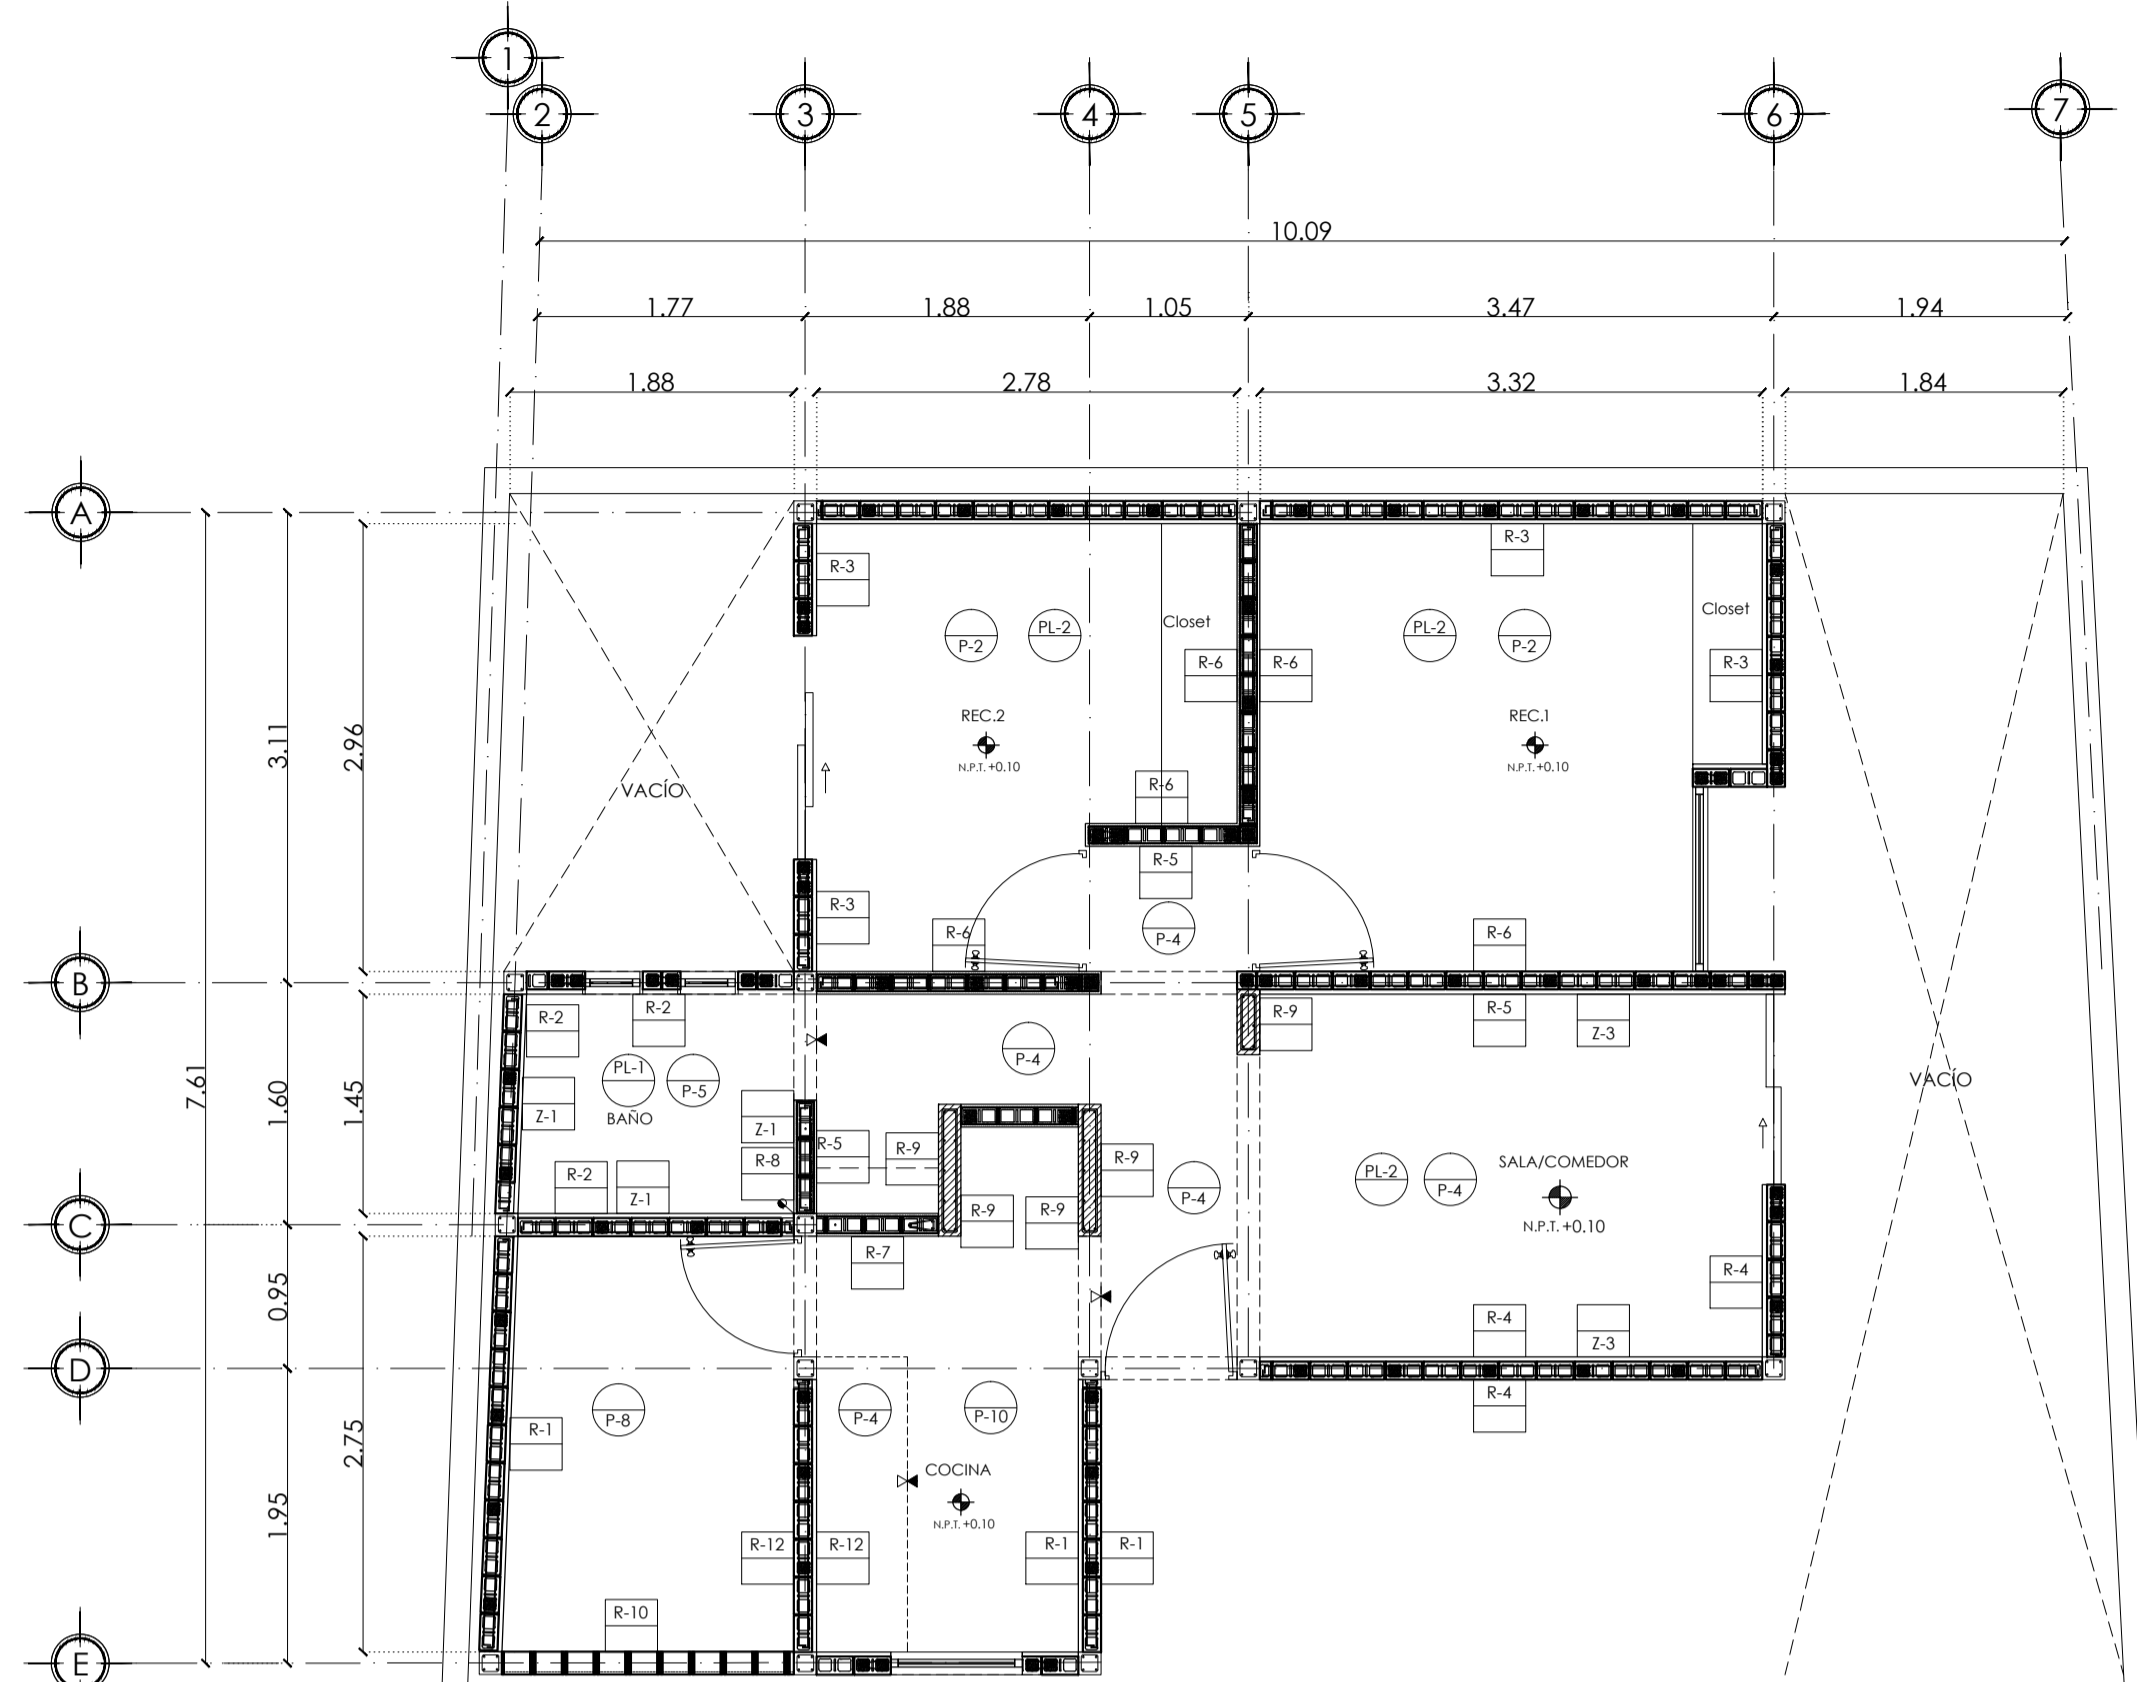 1
2
3
4
5
6
7
10.09
1.77
1.88
1.05
3.47
1.94
1.88
2.78
3.32
1.84
A
B
C
D
E
7.61
3.11
1.60
0.95
1.95
2.96
1.45
2.75
R-3
R-3
P-2
PL-2
Closet
PL-2
P-2
Closet
R-6
R-6
R-3
REC.2
N.P.T. +0.10
REC.1
N.P.T. +0.10
VACÍO
R-6
R-5
R-3
R-6
P-4
R-6
R-2
R-2
R-9
R-5
Z-3
P-4
PL-1
P-5
Z-1
BAÑO
Z-1
VACÍO
R-5
R-9
R-9
R-8
R-2
Z-1
PL-2
P-4
SALA/COMEDOR
N.P.T. +0.10
P-4
R-9
R-9
R-7
R-4
R-4
Z-3
R-4
P-8
P-4
P-10
R-1
COCINA
N.P.T. +0.10
R-12
R-12
R-1
R-1
R-10